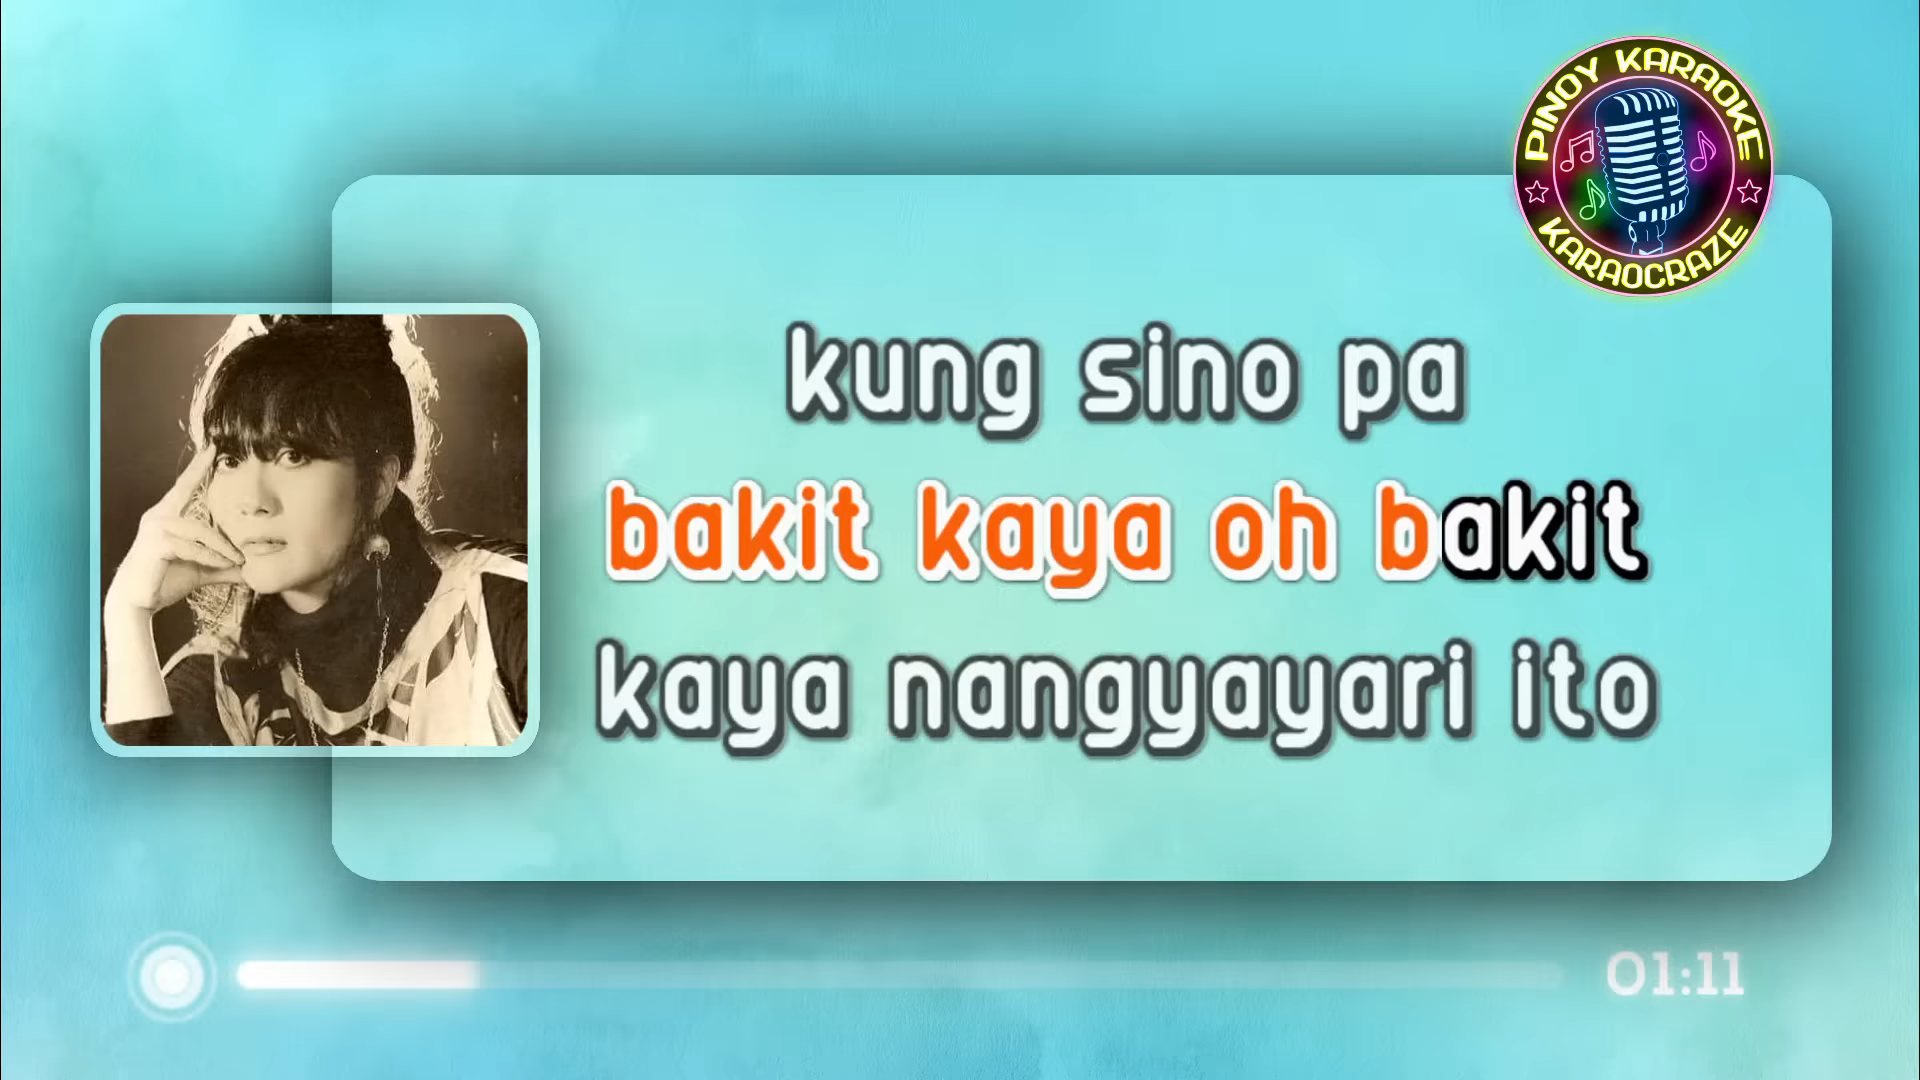 PINOY KARAOKE
KARAOCRAZE
kung sino pa
bakit kaya oh bakit
kaya nangyayari ito
01:11